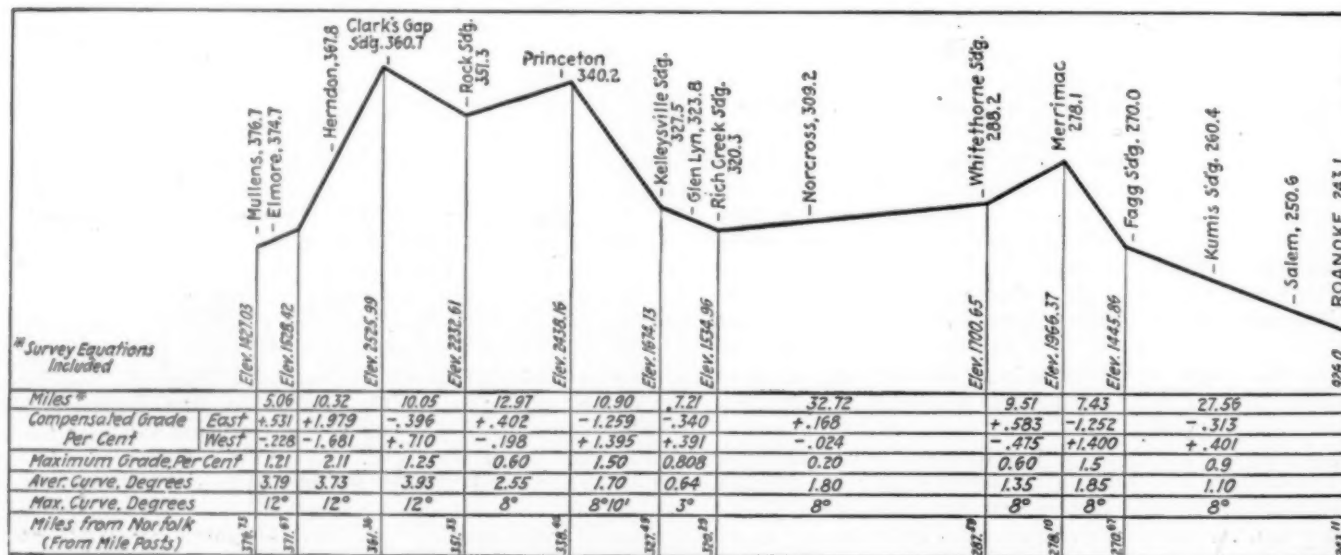 Mullens, 376.7
Elmore, 374.7
Herndon, 367.8
Clark's Gap
Sdg. 360.7
Rock Sdg.
351.3
Princeton
340.2
Kelleysville Sdg.
327.5
Glen Lyn, 323.8
Rich Creek Sdg.
320.3
Norcross, 309.2
Whitethorne Sdg.
288.2
Merrimac
278.1
Fagg Sdg. 270.0
Kumis Sdg. 260.4
Salem, 250.6
ROANOKE
Elev. 1427.03
Elev. 1528.42
Elev. 2525.99
Elev. 2232.61
Elev. 2438.16
Elev. 1674.13
Elev. 1534.96
Elev. 1700.65
Elev. 1966.37
Elev. 1445.86
* Survey Equations
Included
Miles * 5.06 10.32 10.05 12.97 10.90 7.21 32.72 9.51 7.43 27.56
Compensated Grade
Per Cent
East +.531 +1.979 -.396 +.402 -1.259 -.340 +.168 +.583 -1.252 -.313
West -.228 -1.681 +.710 -.198 +1.395 +.391 -.024 -.475 +1.400 +.401
Maximum Grade, Per Cent 1.21 2.11 1.25 0.60 1.50 0.808 0.20 0.60 1.5 0.9
Aver. Curve, Degrees 3.79 3.73 3.93 2.55 1.70 0.64 1.80 1.35 1.85 1.10
Max. Curve, Degrees 12° 12° 12° 8° 8°10' 3° 8° 8° 8° 8°
Miles from Norfolk
(From Mile Posts)